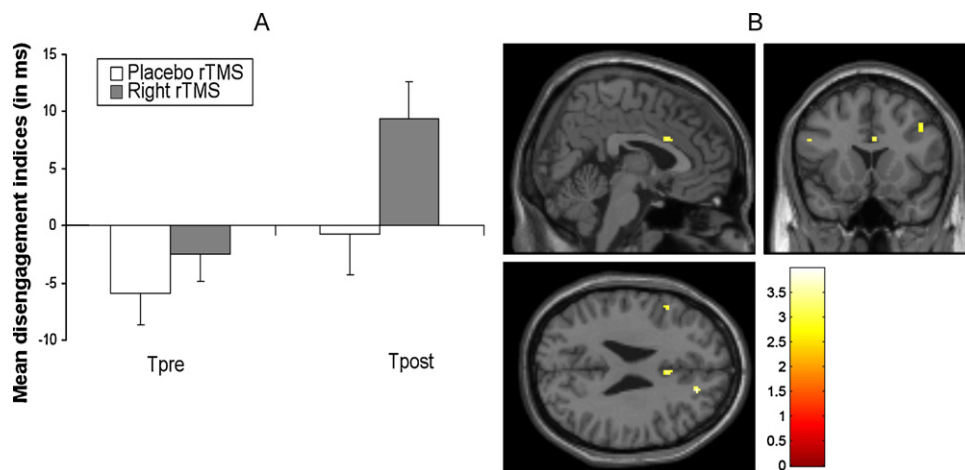 A
B
Mean disengagement indices (in ms)
15
10
5
0
-5
-10
Placebo rTMS
Right rTMS
Tpre
Tpost
3.5
3
2.5
2
1.5
1
0.5
0